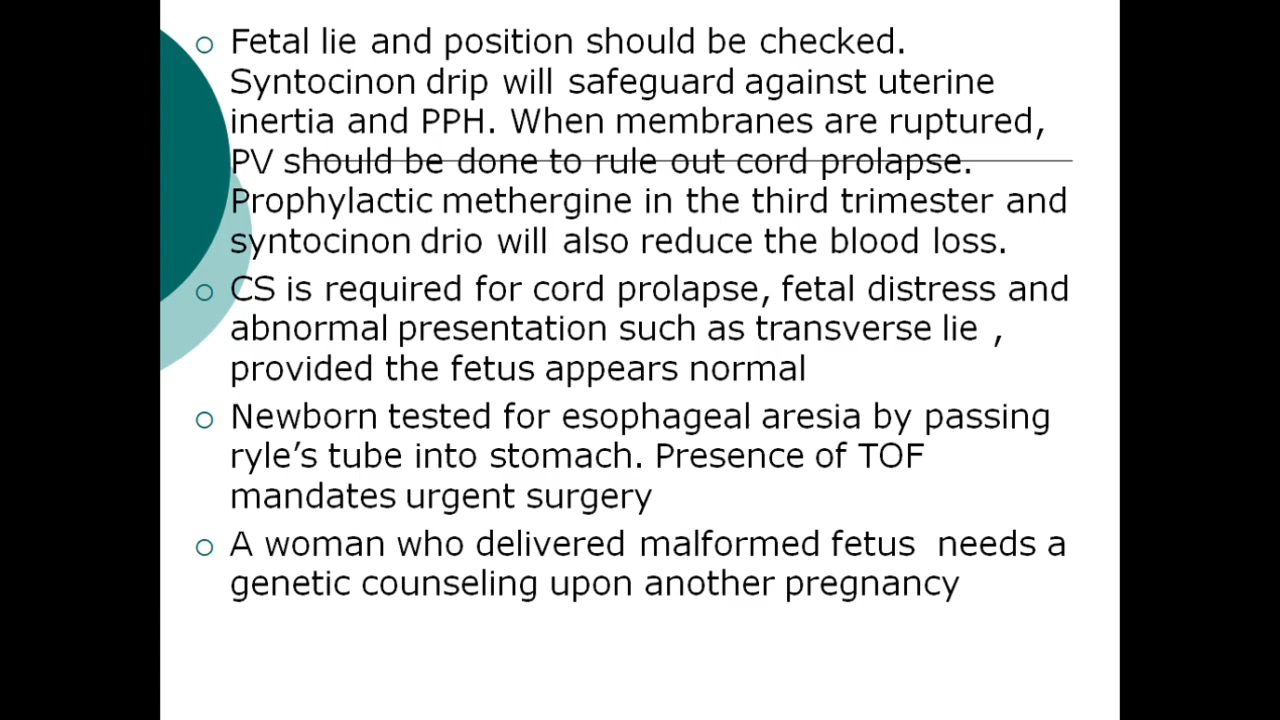 Fetal lie and position should be checked.
Syntocinon drip will safeguard against uterine
inertia and PPH. When membranes are ruptured,
PV should be done to rule out cord prolapse.
Prophylactic methergine in the third trimester and
syntocinon drio will also reduce the blood loss.
CS is required for cord prolapse, fetal distress and
abnormal presentation such as transverse lie ,
provided the fetus appears normal
Newborn tested for esophageal aresia by passing
ryle’s tube into stomach. Presence of TOF
mandates urgent surgery
A woman who delivered malformed fetus needs a
genetic counseling upon another pregnancy